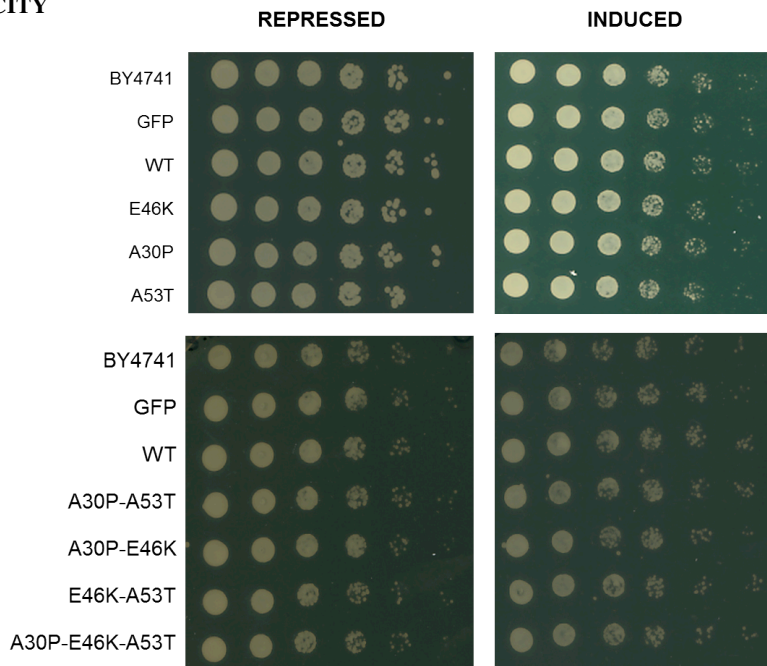 CITY
REPRESSED INDUCED
BY4741
GFP
WT
E46K
A30P
A53T
BY4741
GFP
WT
A30P-A53T
A30P-E46K
E46K-A53T
A30P-E46K-A53T